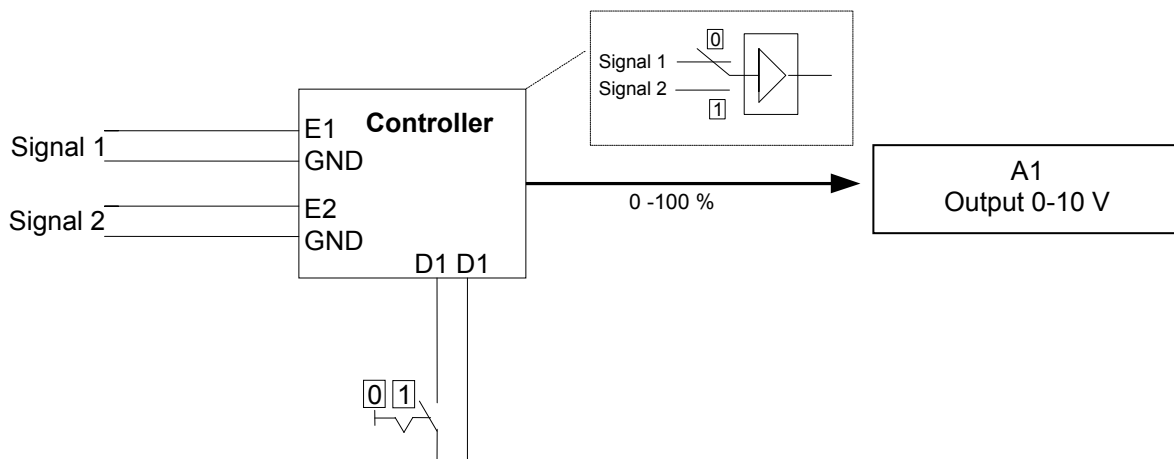 0
Signal 1
Signal 2
1
Controller
Signal 1
E1
GND
Signal 2
E2
GND
D1 D1
0 -100 %
A1
Output 0-10 V
0 1